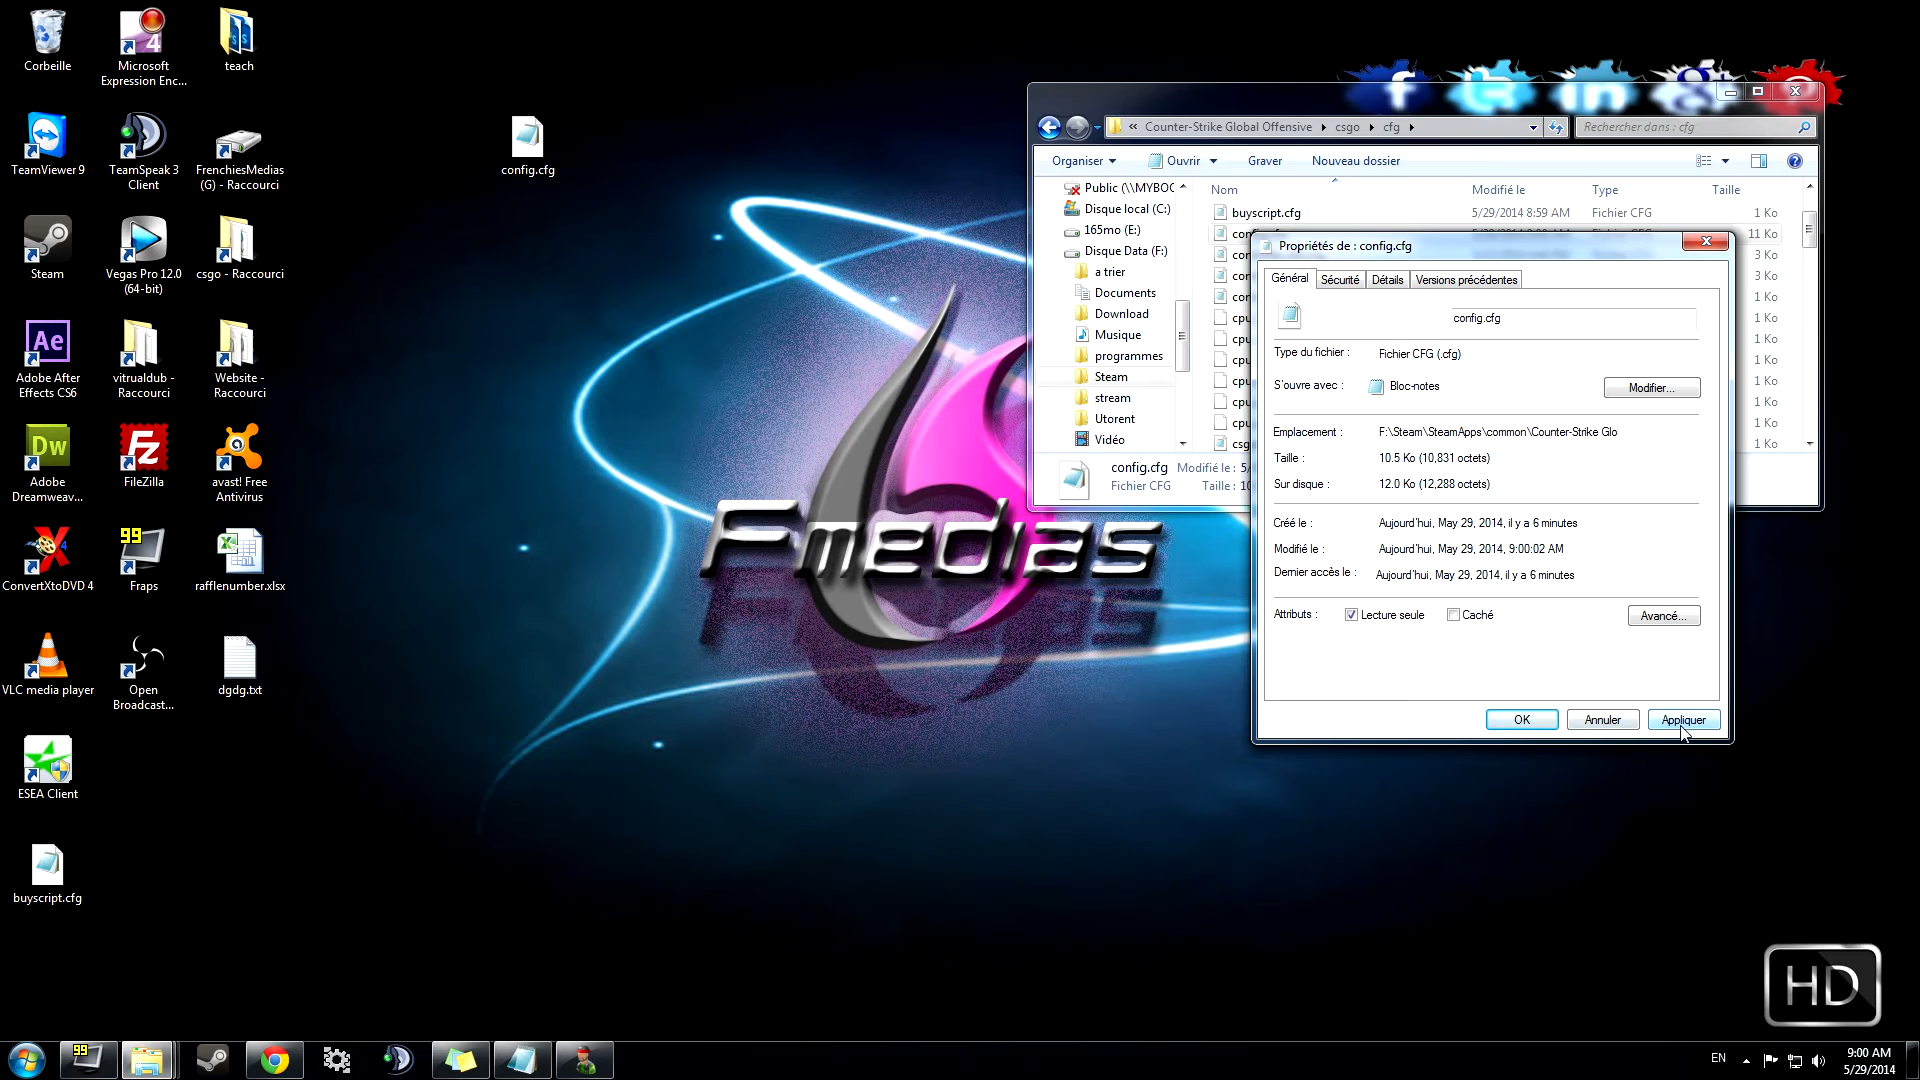 Corbeille
Microsoft
Expression Enc...
teach
TeamViewer 9
TeamSpeak 3
Client
FrenchiesMedias
(G) - Raccourci
config.cfg
Steam
Vegas Pro 12.0
(64-bit)
csgo - Raccourci
Adobe After
Effects CS6
vitrualdub -
Raccourci
Website -
Raccourci
Adobe
Dreamweav...
FileZilla
avast! Free
Antivirus
ConvertXtoDVD 4
99
Fraps
rafflenumber.xlsx
VLC media player
Open
Broadcast...
dgdg.txt
ESEA Client
buyscript.cfg
Fmedias
« Counter-Strike Global Offensive
csgo
cfg
Rechercher dans : cfg
Organiser
Ouvrir
Graver
Nouveau dossier
Public (\\MYBOO
Disque local (C:)
165mo (E:)
Disque Data (F:)
a trier
Documents
Download
Musique
programmes
Steam
stream
Utorent
Vidéo
Nom
Modifié le
Type
Taille
buyscript.cfg
5/29/2014 8:59 AM
Fichier CFG
1 Ko
11 Ko
3 Ko
3 Ko
1 Ko
1 Ko
1 Ko
1 Ko
1 Ko
1 Ko
1 Ko
1 Ko
config.cfg
Modifié le : 5/
Fichier CFG
Taille : 10
Propriétés de : config.cfg
Général
Sécurité
Détails
Versions précédentes
config.cfg
Type du fichier :
Fichier CFG (.cfg)
S'ouvre avec :
Bloc-notes
Modifier...
Emplacement :
F:\Steam\SteamApps\common\Counter-Strike Glo
Taille :
10.5 Ko (10,831 octets)
Sur disque :
12.0 Ko (12,288 octets)
Créé le :
Aujourd'hui, May 29, 2014, il y a 6 minutes
Modifié le :
Aujourd'hui, May 29, 2014, 9:00:02 AM
Dernier accès le :
Aujourd'hui, May 29, 2014, il y a 6 minutes
Attributs :
Lecture seule
Caché
Avancé...
OK
Annuler
Appliquer
HD
99
EN
9:00 AM
5/29/2014